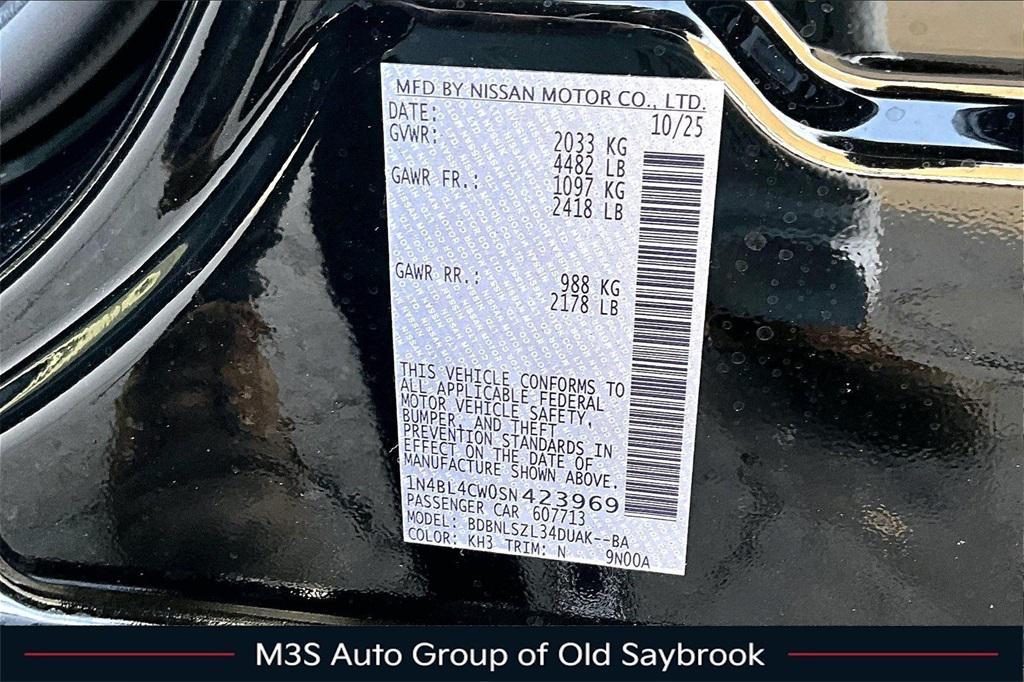 MFD BY NISSAN MOTOR CO., LTD.
DATE: 10/25
GVWR: 2033 KG
4482 LB
GAWR FR.: 1097 KG
2418 LB
GAWR RR.: 988 KG
2178 LB
THIS VEHICLE CONFORMS TO
ALL APPLICABLE FEDERAL
MOTOR VEHICLE SAFETY,
BUMPER, AND THEFT
PREVENTION STANDARDS IN
EFFECT ON THE DATE OF
MANUFACTURE SHOWN ABOVE.
1N4BL4CW0SN423969
PASSENGER CAR 607713
MODEL: BDBNLSZL34DUAK--BA
COLOR: KH3 TRIM: N 9N00A
M3S Auto Group of Old Saybrook